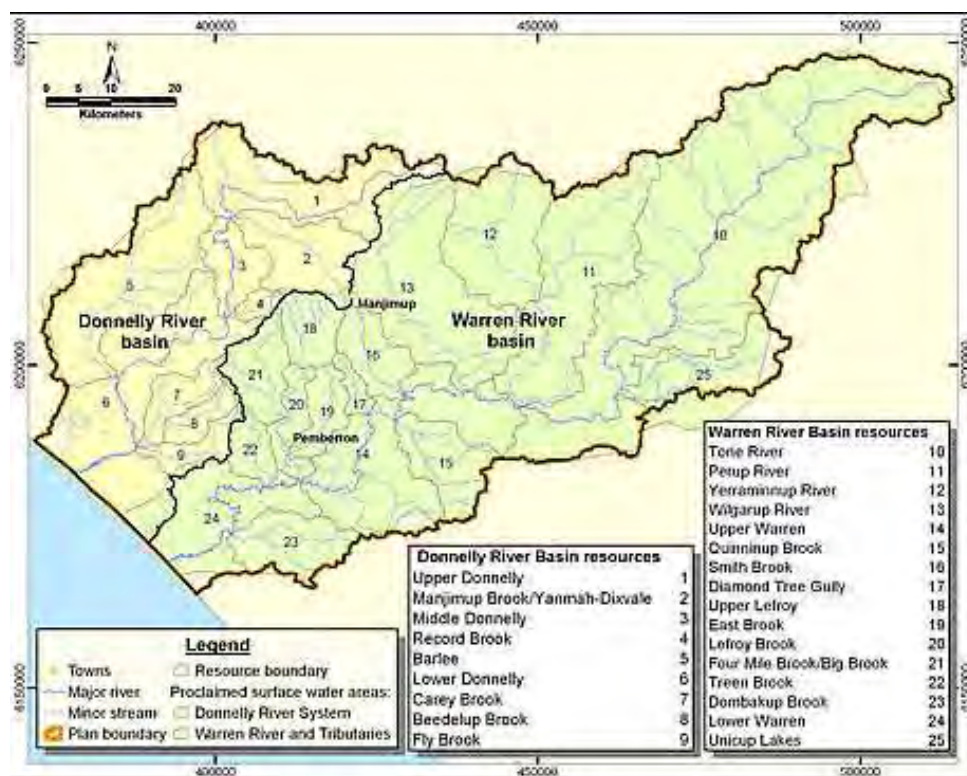 400000 450000 500000
6250000 6250000
N
0 5 10 20
Kilometers
1
12
10
2
3
5
11
13
4
Manjimup
Donnelly River
basin
18
Warren River
basin
16
21
25
6200000 6200000
7
6
20
19
17
8
Pemberton
22
14
9
15
24
23
Warren River Basin resources
Tone River 10
Perup River 11
Yerraminnup River 12
Wilgarup River 13
Upper Warren 14
Quinninup Brook 15
Smith Brook 16
Diamond Tree Gully 17
Upper Lefroy 18
East Brook 19
Lefroy Brook 20
Four Mile Brook/Big Brook 21
Treen Brook 22
Dombakup Brook 23
Lower Warren 24
Unicup Lakes 25
Donnelly River Basin resources
Upper Donnelly 1
Manjimup Brook/Yanmah-Dixvale 2
Middle Donnelly 3
Record Brook 4
Barlee 5
Lower Donnelly 6
Carey Brook 7
Beedelup Brook 8
Fly Brook 9
Legend
Towns
Major river
Minor stream
Plan boundary
Resource boundary
Proclaimed surface water areas:
Donnelly River System
Warren River and Tributaries
6150000
400000 450000 500000